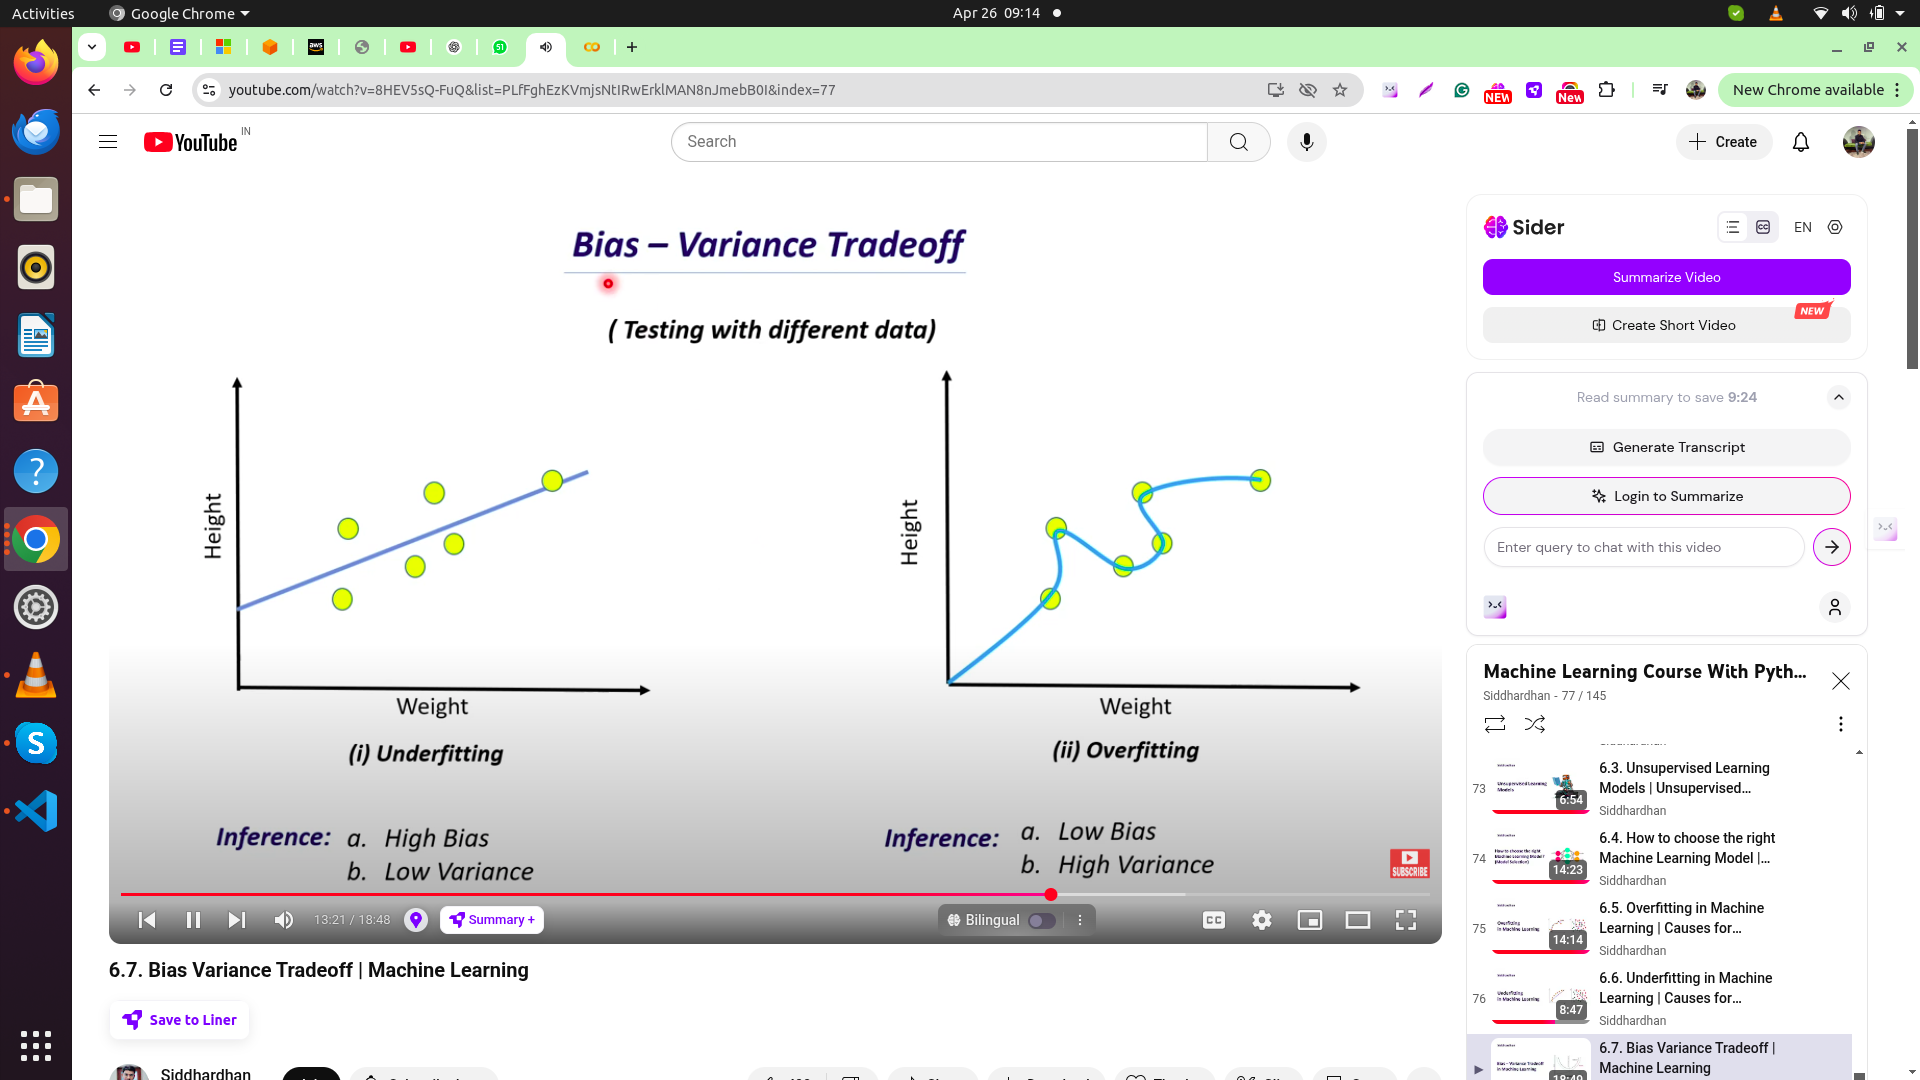 Activities
Google Chrome
Apr 26 09:14
youtube.com/watch?v=8HEV5sQ-FuQ&list=PLfFghEzKVmjsNtIRwErklMAN8nJmebB0I&index=77
NEW
New
New Chrome available
YouTube IN
Search
Create
Bias – Variance Tradeoff
( Testing with different data)
Height
Weight
(i) Underfitting
Inference: a. High Bias
b. Low Variance
Height
Weight
(ii) Overfitting
Inference: a. Low Bias
b. High Variance
SUBSCRIBE
13:21 / 18:48
Summary +
Bilingual
CC
6.7. Bias Variance Tradeoff | Machine Learning
Save to Liner
Siddhardhan
Sider
EN
Summarize Video
NEW
Create Short Video
Read summary to save 9:24
Generate Transcript
Login to Summarize
Enter query to chat with this video
Machine Learning Course With Pyth...
Siddhardhan - 77 / 145
73
6.3. Unsupervised Learning
Models | Unsupervised...
Siddhardhan
6:54
74
6.4. How to choose the right
Machine Learning Model |...
Siddhardhan
14:23
75
6.5. Overfitting in Machine
Learning | Causes for...
Siddhardhan
14:14
76
6.6. Underfitting in Machine
Learning | Causes for...
Siddhardhan
8:47
6.7. Bias Variance Tradeoff |
Machine Learning